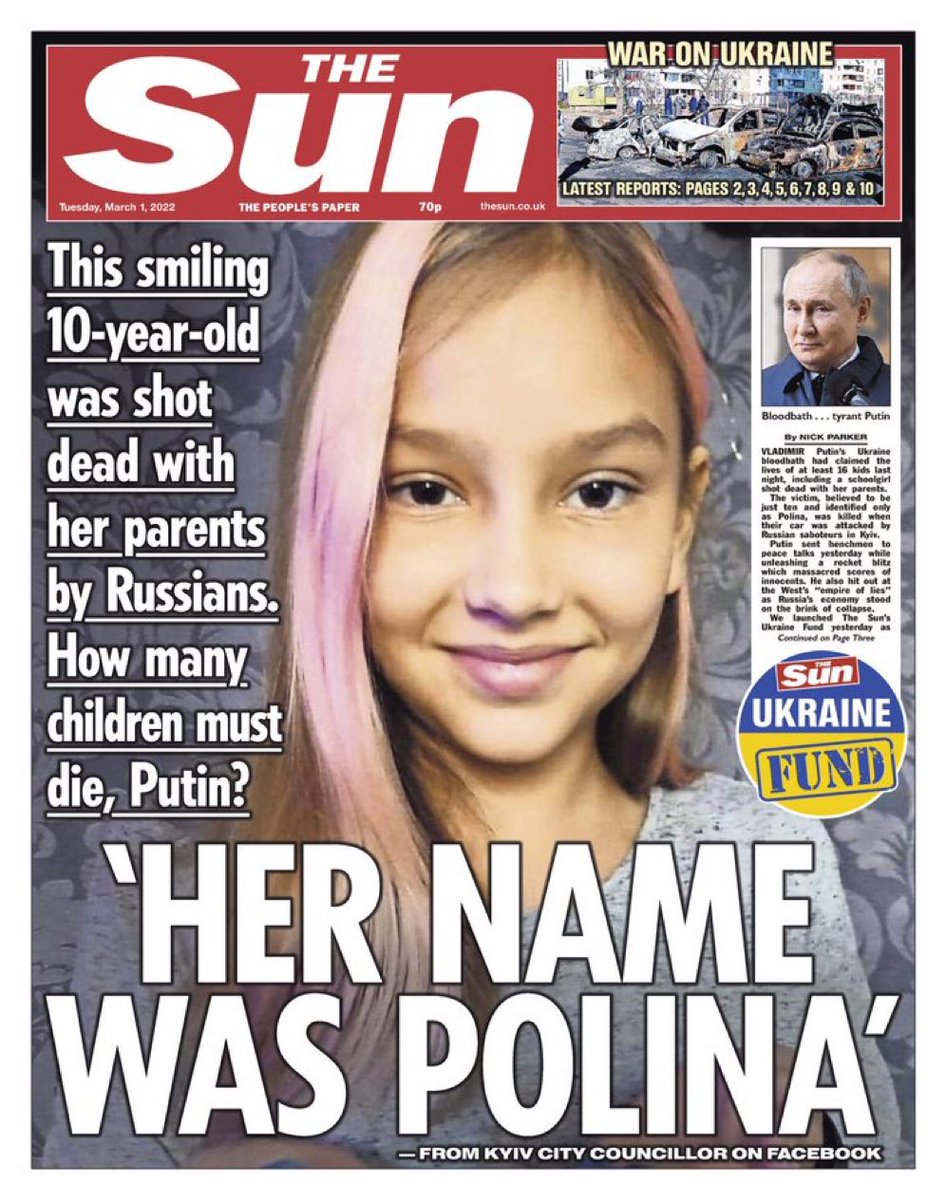 THE
Sun
Tuesday, March 1, 2022
THE PEOPLE'S PAPER
70p
thesun.co.uk
WAR ON UKRAINE
LATEST REPORTS: PAGES 2, 3, 4, 5, 6, 7, 8, 9 & 10
This smiling
10-year-old
was shot
dead with
her parents
by Russians.
How many
children must
die, Putin?
Bloodbath . . . tyrant Putin
By NICK PARKER
VLADIMIR Putin's Ukraine
bloodbath had claimed the
lives of at least 16 kids last
night, including a schoolgirl
shot dead with her parents.
The victim, believed to be
just ten and identified only
as Polina, was killed when
their car was attacked by
Russian saboteurs in Kyiv.
Putin sent henchmen to
peace talks yesterday while
unleashing a rocket blitz
which massacred scores of
innocents. He also hit out at
the West's "empire of lies"
as Russia's economy stood
on the brink of collapse.
We launched The Sun's
Ukraine Fund yesterday as
Continued on Page Three
THE
Sun
UKRAINE
FUND
‘HER NAME
WAS POLINA’
— FROM KYIV CITY COUNCILLOR ON FACEBOOK